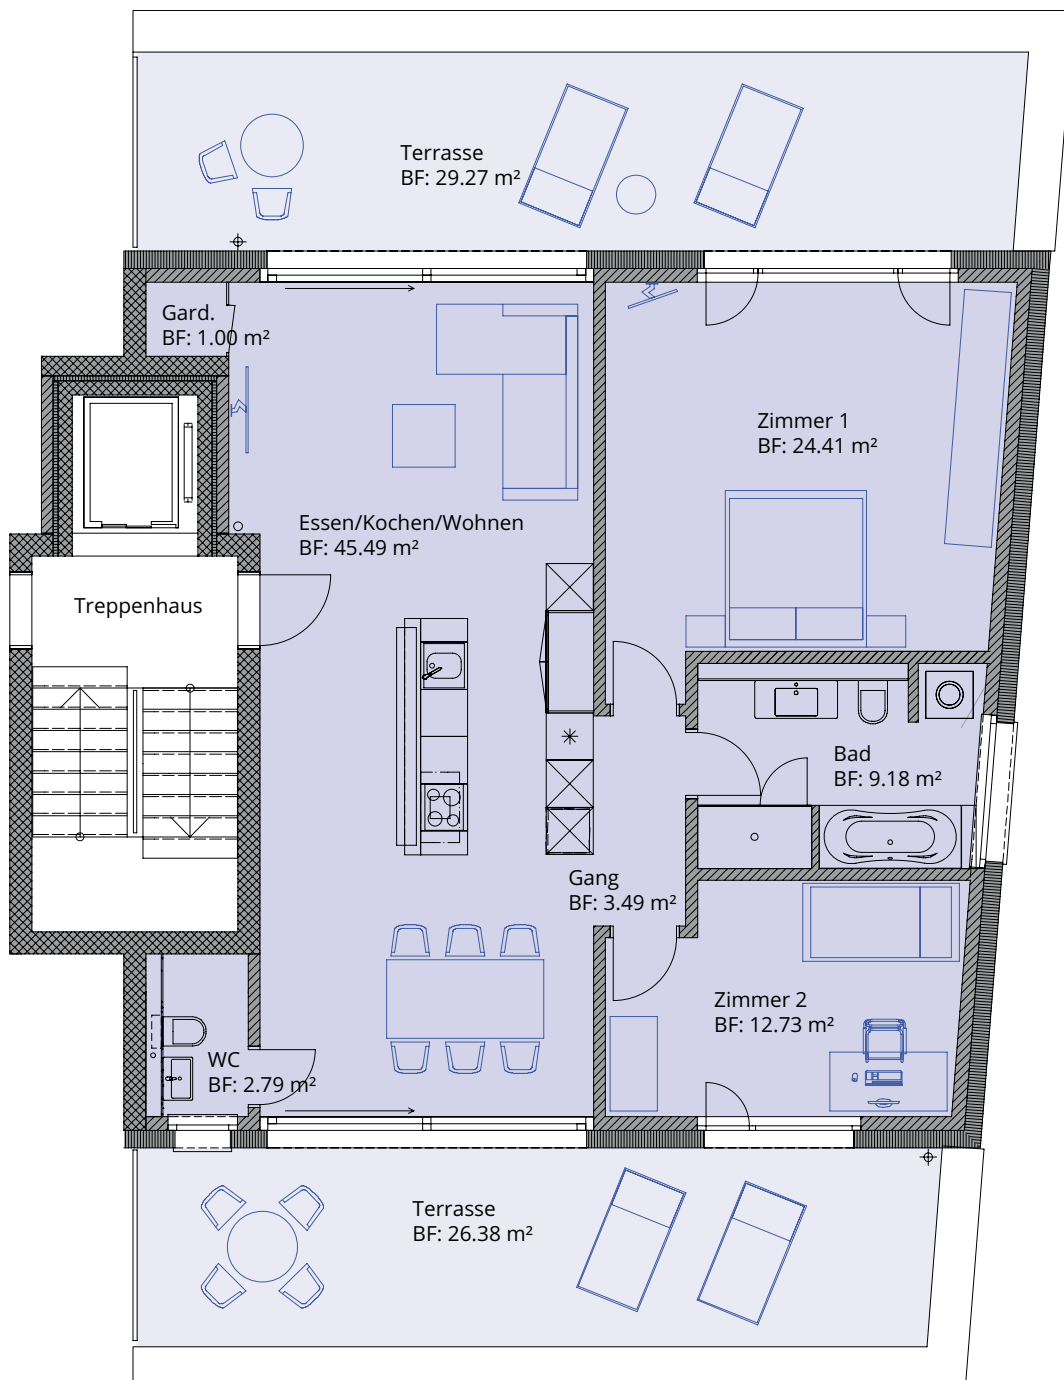 Terrasse
BF: 29.27 m²
Gard.
BF: 1.00 m²
Zimmer 1
BF: 24.41 m²
Essen/Kochen/Wohnen
BF: 45.49 m²
Treppenhaus
Bad
BF: 9.18 m²
Gang
BF: 3.49 m²
Zimmer 2
BF: 12.73 m²
WC
BF: 2.79 m²
Terrasse
BF: 26.38 m²